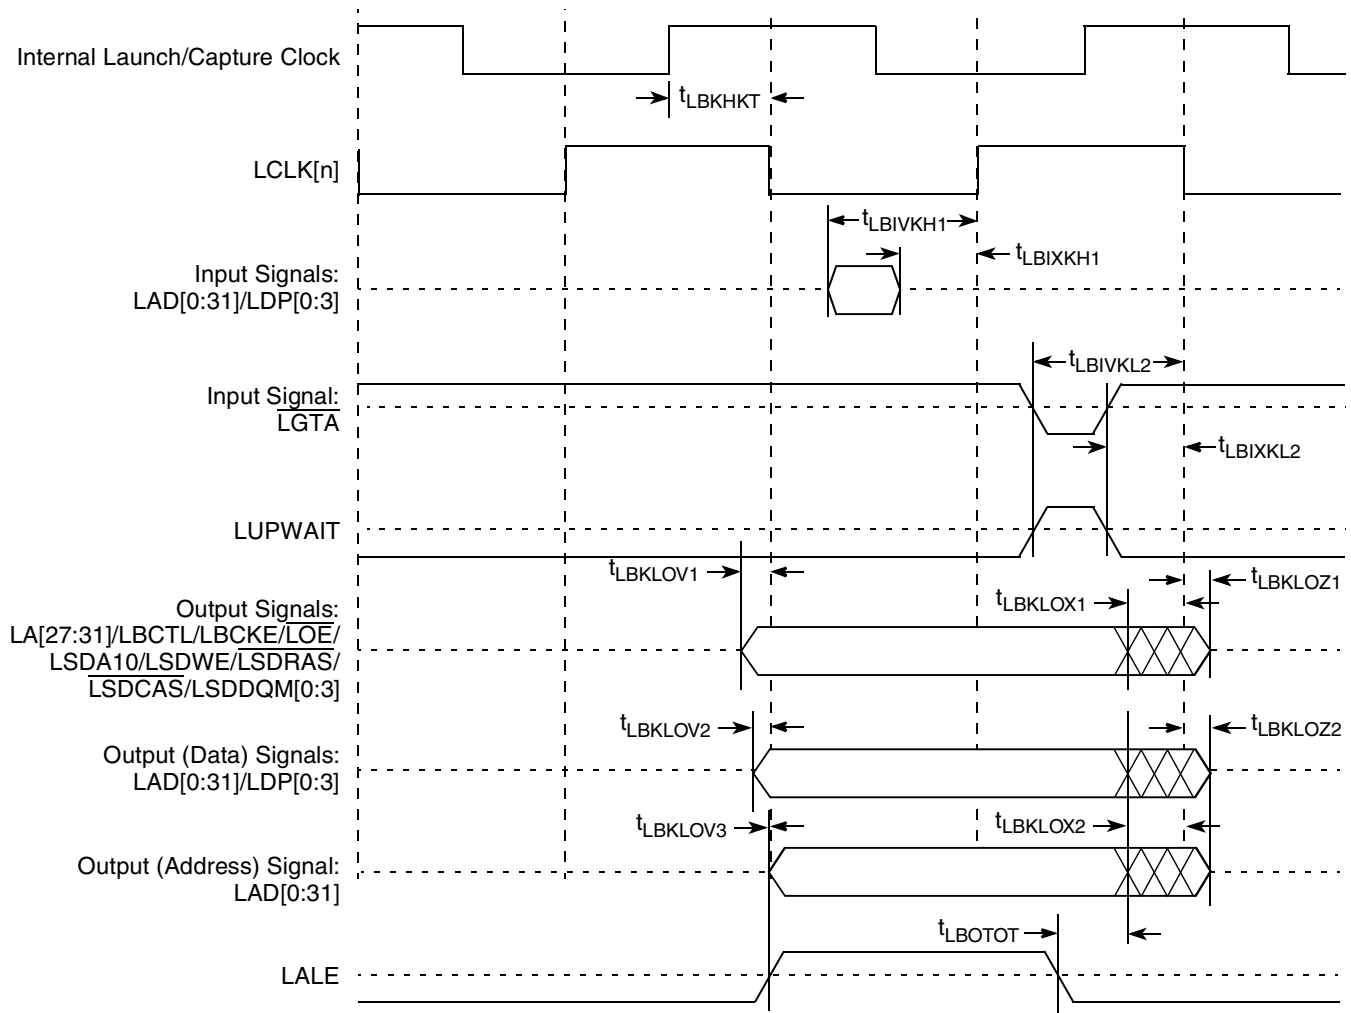 Internal Launch/Capture Clock
tLBKHKT
LCLK[n]
tLBIVKH1
tLBIXKH1
Input Signals:
LAD[0:31]/LDP[0:3]
tLBIVKL2
Input Signal:
LGTA
tLBIXKL2
LUPWAIT
tLBKLOV1
tLBKLOZ1
tLBKLOX1
Output Signals:
LA[27:31]/LBCTL/LBCKE/LOE/
LSDA10/LSDWE/LSDRAS/
LSDCAS/LSDDQM[0:3]
tLBKLOV2
tLBKLOZ2
Output (Data) Signals:
LAD[0:31]/LDP[0:3]
tLBKLOV3
tLBKLOX2
Output (Address) Signal:
LAD[0:31]
tLBOTOT
LALE